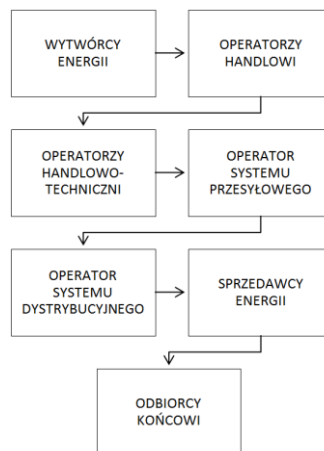 WYTWÓRCY
ENERGII
OPERATORZY
HANDLOWI
OPERATORZY
HANDLOWO-
TECHNICZNI
OPERATOR
SYSTEMU
PRZESYŁOWEGO
OPERATOR
SYSTEMU
DYSTRYBUCYJNEGO
SPRZEDAWCY
ENERGII
ODBIORCY
KOŃCOWI